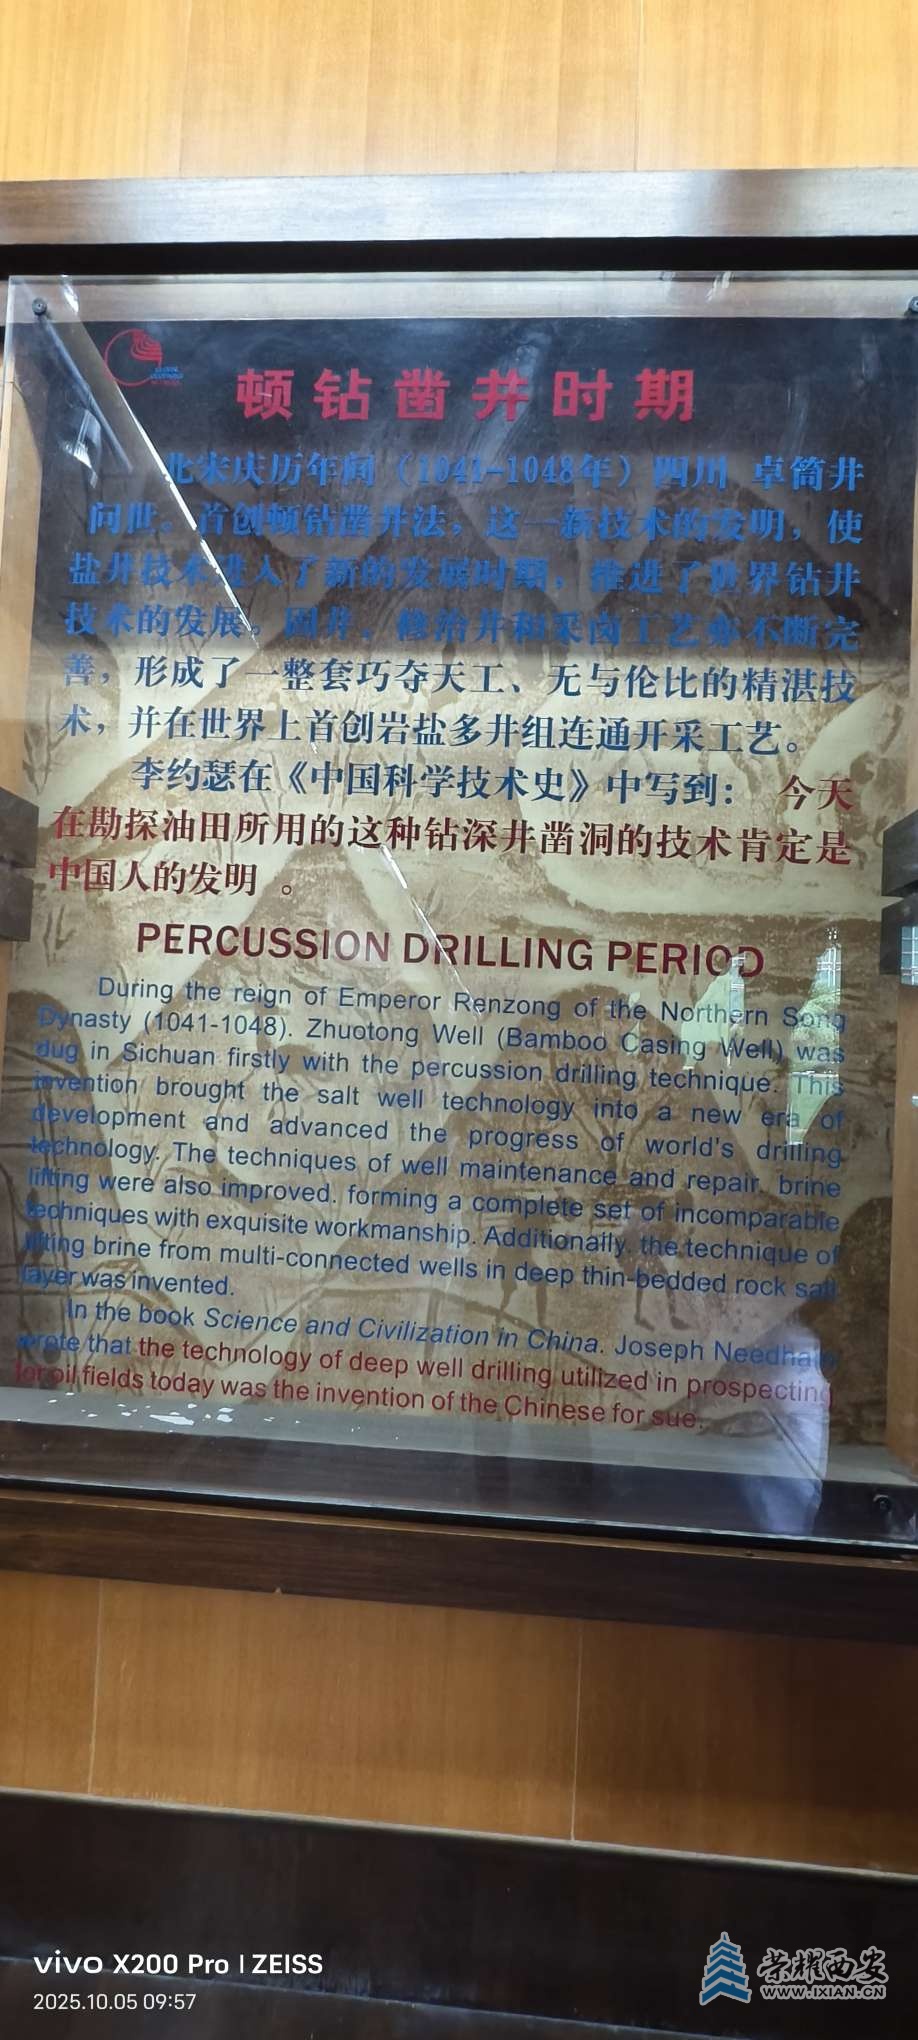 顿钻凿井时期
北宋庆历年间（1041-1048年）四川 卓筒井
问世。首创顿钻凿井法，这一新技术的发明，使
盐井技术进入了新的发展时期，推进了世界钻井
技术的发展。固井、修治井和采卤工艺亦不断完
善，形成了一整套巧夺天工、无与伦比的精湛技
术，并在世界上首创岩盐多井组连通开采工艺。
李约瑟在《中国科学技术史》中写到： 今天
在勘探油田所用的这种钻深井凿洞的技术肯定是
中国人的发明 。
PERCUSSION DRILLING PERIOD
During the reign of Emperor Renzong of the Northern Song
Dynasty (1041-1048). Zhuotong Well (Bamboo Casing Well) was
dug in Sichuan firstly with the percussion drilling technique. This
invention brought the salt well technology into a new era of
development and advanced the progress of world's drilling
technology. The techniques of well maintenance and repair, brine
lifting were also improved. forming a complete set of incomparable
techniques with exquisite workmanship. Additionally, the technique of
lifting brine from multi-connected wells in deep thin-bedded rock salt
layer was invented.
In the book Science and Civilization in China. Joseph Needham
wrote that the technology of deep well drilling utilized in prospecting
for oil fields today was the invention of the Chinese for sue.
vivo X200 Pro | ZEISS
2025.10.05 09:57
荣耀西安
WWW.IXIAN.CN